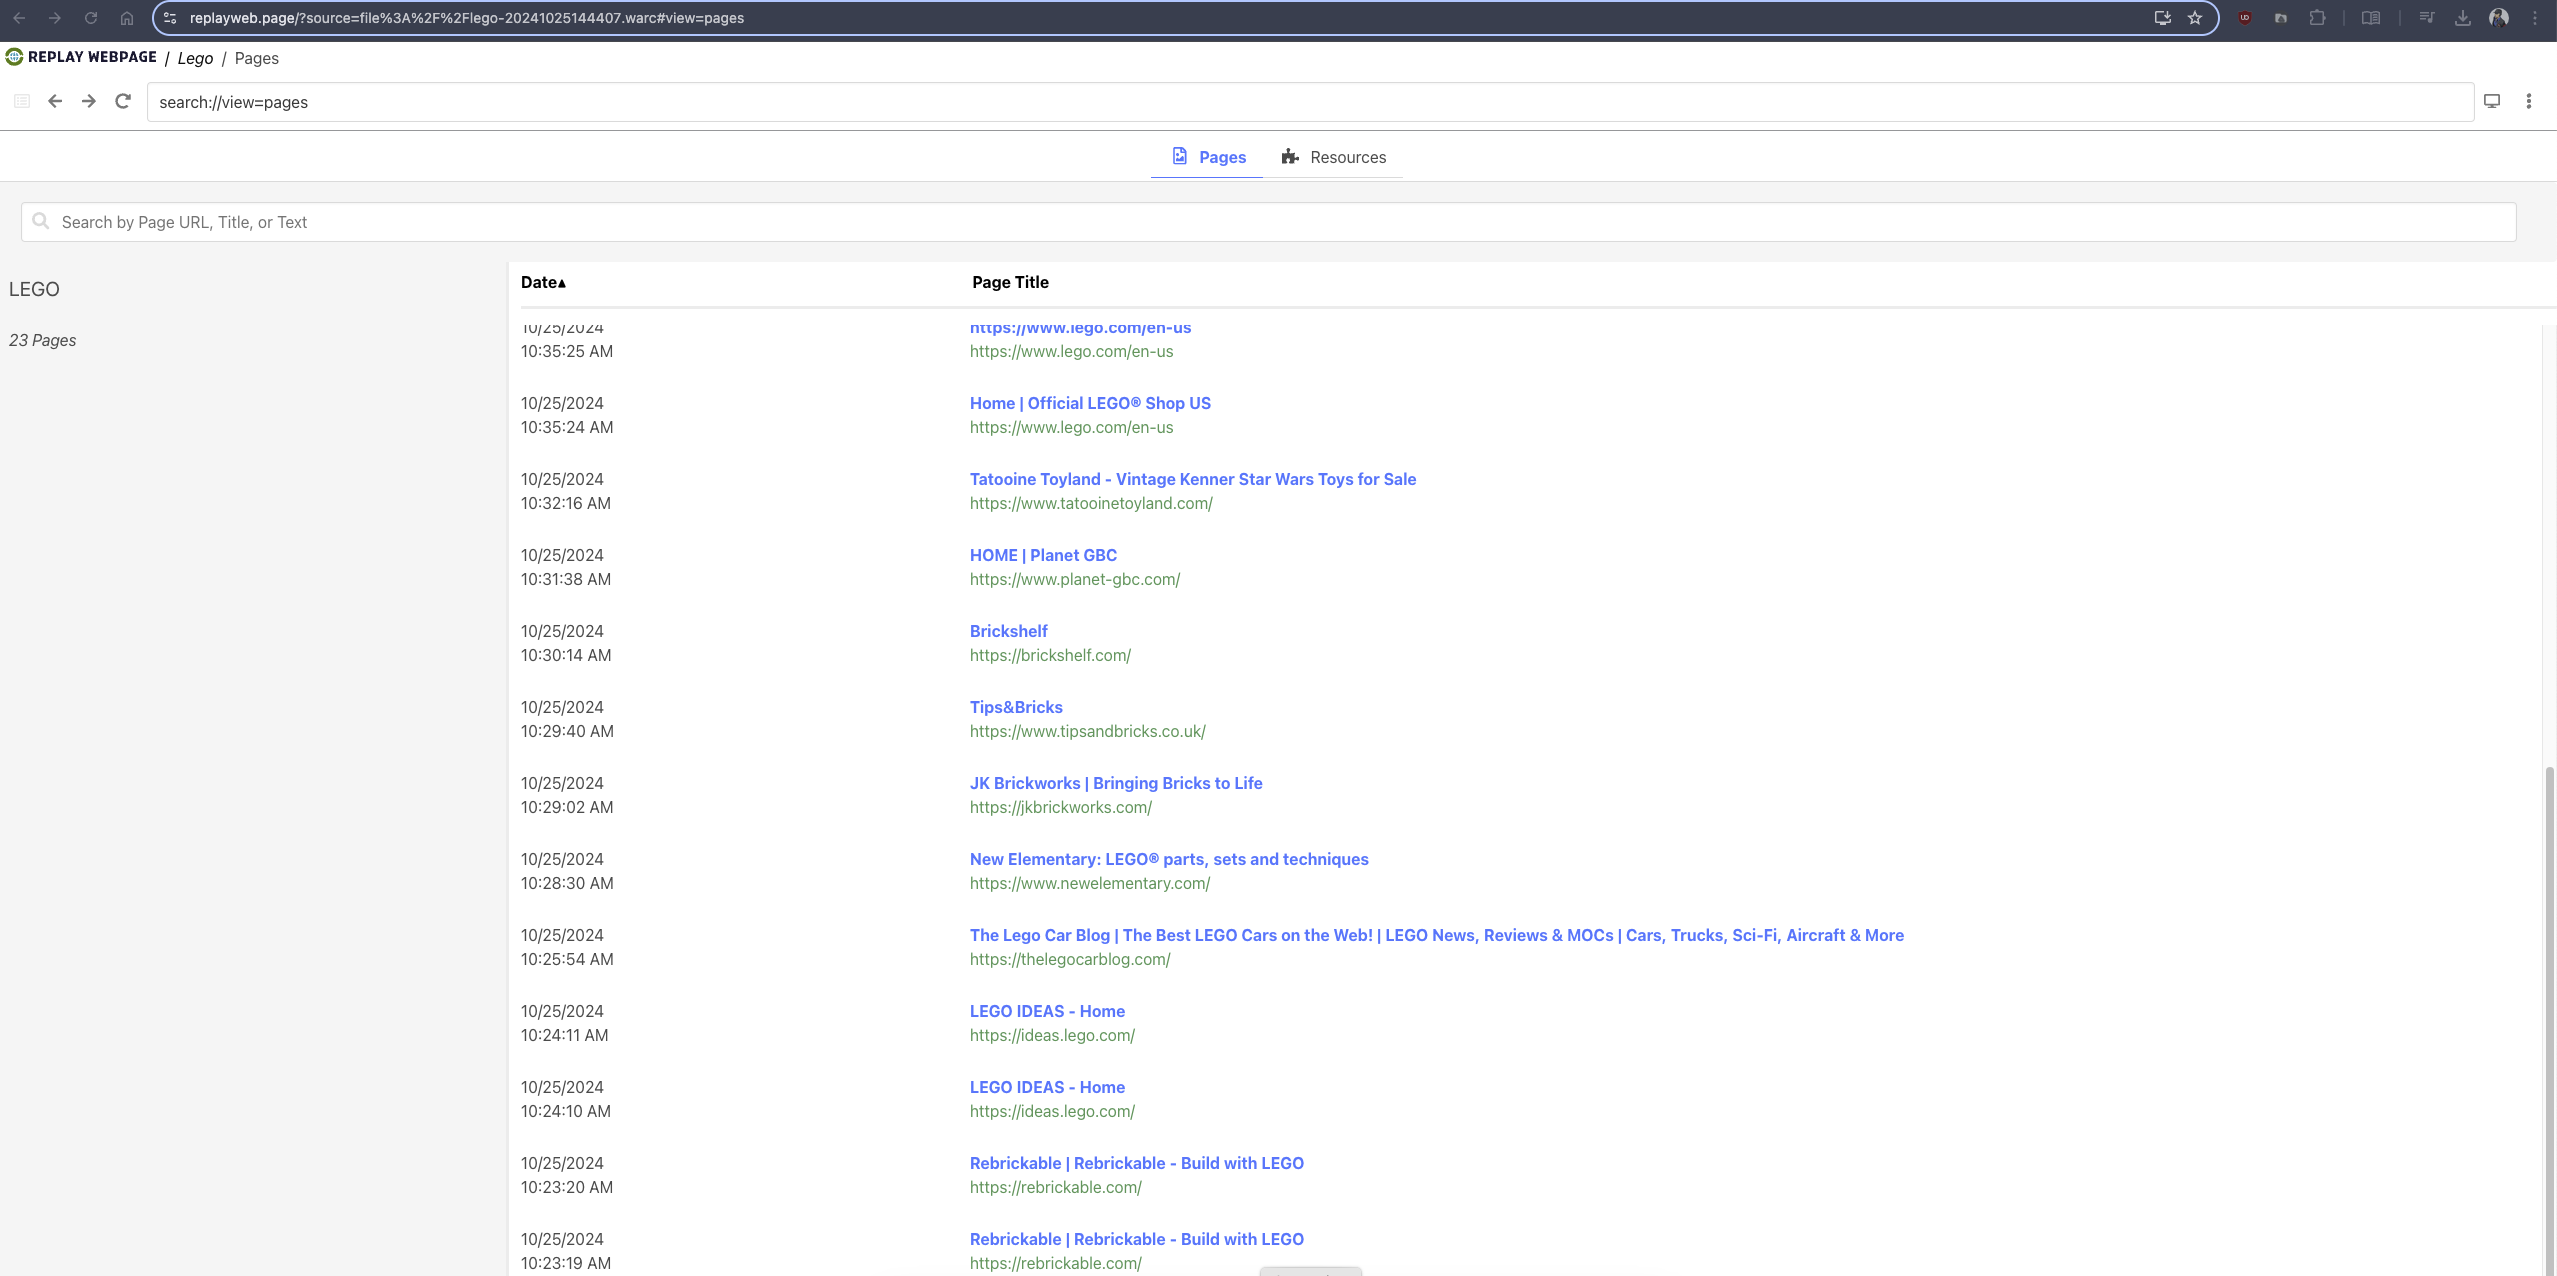 replayweb.page/?source=file%3A%2F%2Flego-20241025144407.warc#view=pages
REPLAY WEBPAGE / Lego / Pages
search://view=pages
Pages Resources
Search by Page URL, Title, or Text
LEGO
23 Pages
Date▴ Page Title
10/25/2024 https://www.lego.com/en-us
10:35:25 AM https://www.lego.com/en-us
10/25/2024 Home | Official LEGO® Shop US
10:35:24 AM https://www.lego.com/en-us
10/25/2024 Tatooine Toyland - Vintage Kenner Star Wars Toys for Sale
10:32:16 AM https://www.tatooinetoyland.com/
10/25/2024 HOME | Planet GBC
10:31:38 AM https://www.planet-gbc.com/
10/25/2024 Brickshelf
10:30:14 AM https://brickshelf.com/
10/25/2024 Tips&Bricks
10:29:40 AM https://www.tipsandbricks.co.uk/
10/25/2024 JK Brickworks | Bringing Bricks to Life
10:29:02 AM https://jkbrickworks.com/
10/25/2024 New Elementary: LEGO® parts, sets and techniques
10:28:30 AM https://www.newelementary.com/
10/25/2024 The Lego Car Blog | The Best LEGO Cars on the Web! | LEGO News, Reviews & MOCs | Cars, Trucks, Sci-Fi, Aircraft & More
10:25:54 AM https://thelegocarblog.com/
10/25/2024 LEGO IDEAS - Home
10:24:11 AM https://ideas.lego.com/
10/25/2024 LEGO IDEAS - Home
10:24:10 AM https://ideas.lego.com/
10/25/2024 Rebrickable | Rebrickable - Build with LEGO
10:23:20 AM https://rebrickable.com/
10/25/2024 Rebrickable | Rebrickable - Build with LEGO
10:23:19 AM https://rebrickable.com/